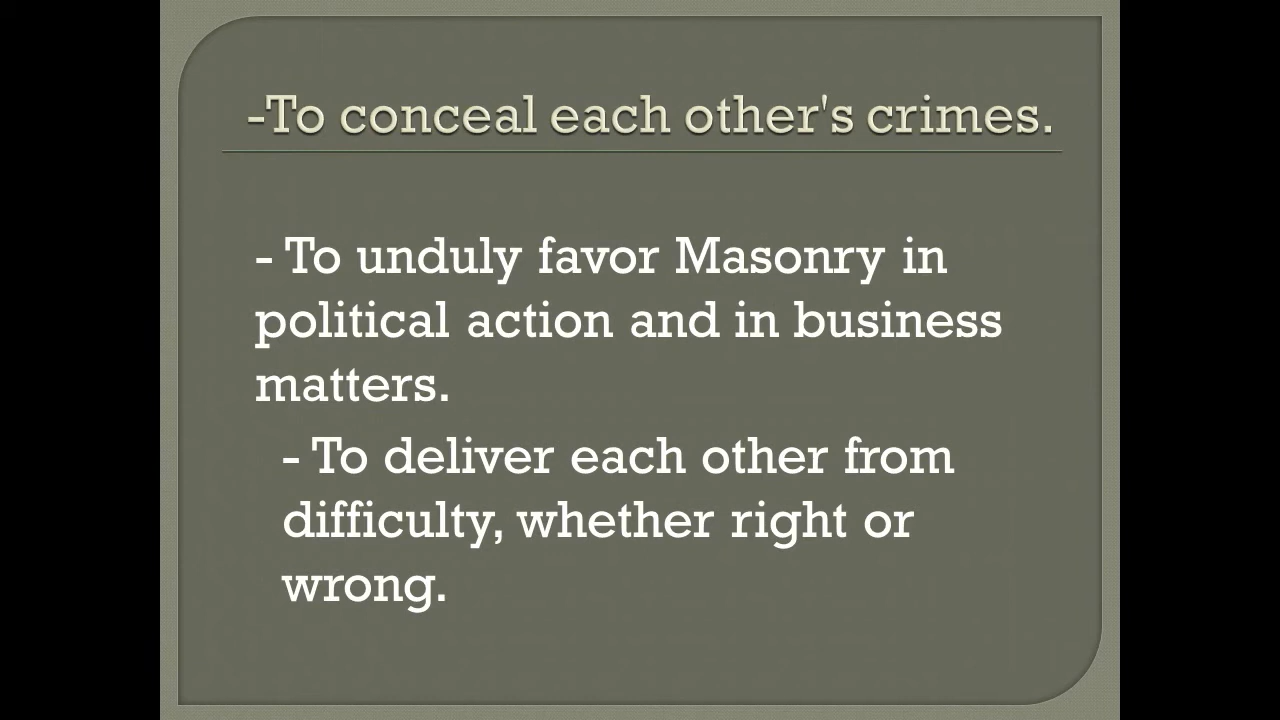 -To conceal each other's crimes.
- To unduly favor Masonry in
political action and in business
matters.
- To deliver each other from
difficulty, whether right or
wrong.